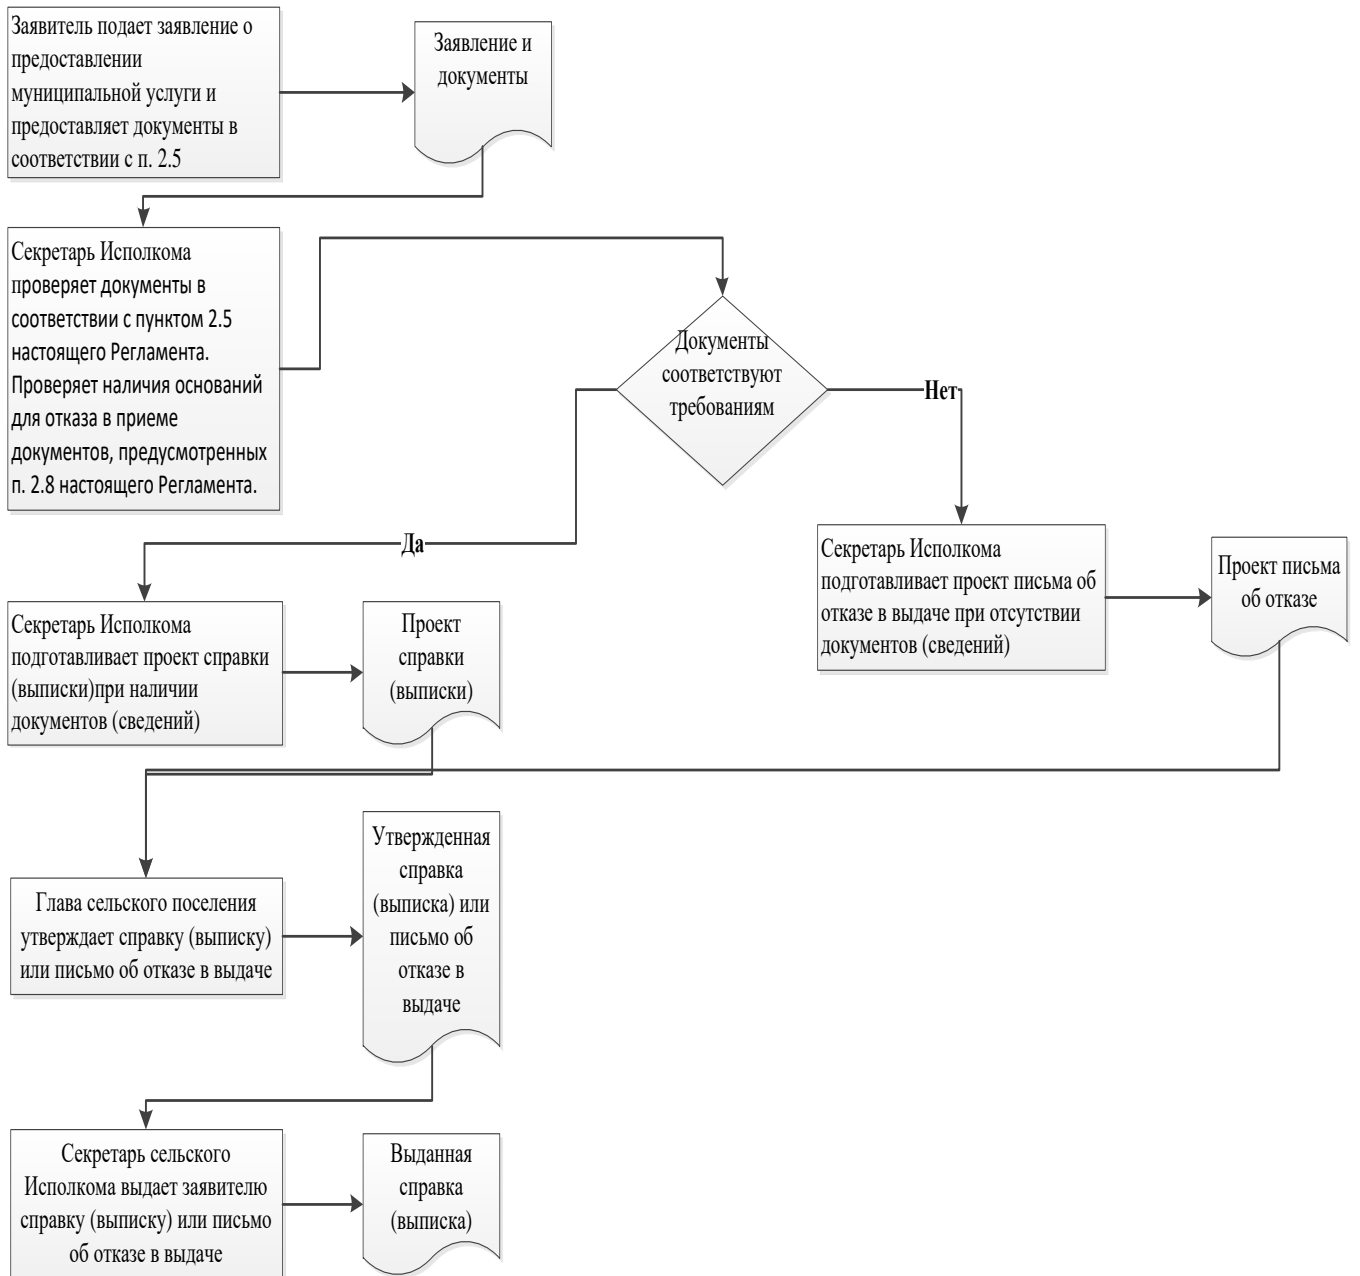 Заявитель подает заявление о
предоставлении
муниципальной услуги и
предоставляет документы в
соответствии с п. 2.5
Заявление и
документы
Секретарь Исполкома
проверяет документы в
соответствии с пунктом 2.5
настоящего Регламента.
Проверяет наличия оснований
для отказа в приеме
документов, предусмотренных
п. 2.8 настоящего Регламента.
Документы
соответствуют
требованиям
Нет
Да
Секретарь Исполкома
подготавливает проект письма об
отказе в выдаче при отсутствии
документов (сведений)
Проект письма
об отказе
Секретарь Исполкома
подготавливает проект справки
(выписки)при наличии
документов (сведений)
Проект
справки
(выписки)
Глава сельского поселения
утверждает справку (выписку)
или письмо об отказе в выдаче
Утвержденная
справка
(выписка) или
письмо об
отказе в
выдаче
Секретарь сельского
Исполкома выдает заявителю
справку (выписку) или письмо
об отказе в выдаче
Выданная
справка
(выписка)